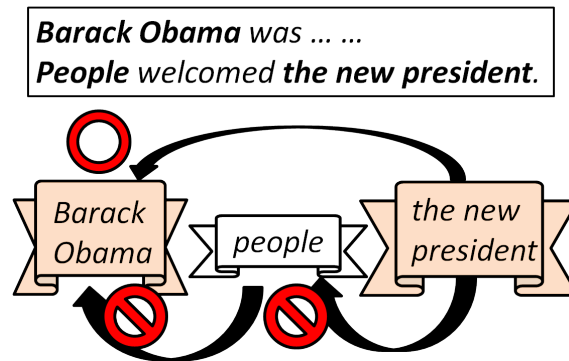 Barack Obama was ... ...
People welcomed the new president.
Barack
Obama
people
the new
president